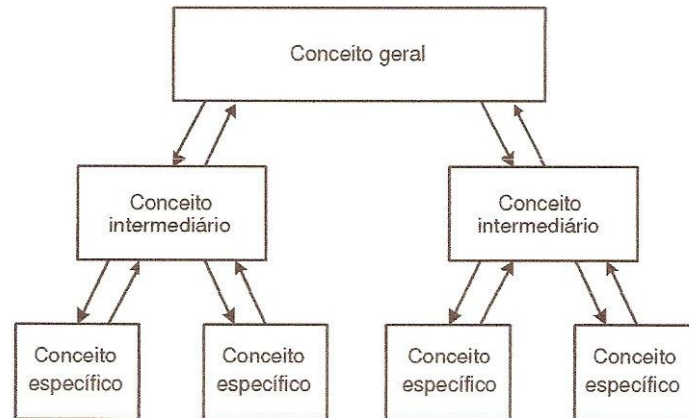 Conceito geral
Conceito
intermediário
Conceito
intermediário
Conceito
específico
Conceito
específico
Conceito
específico
Conceito
específico